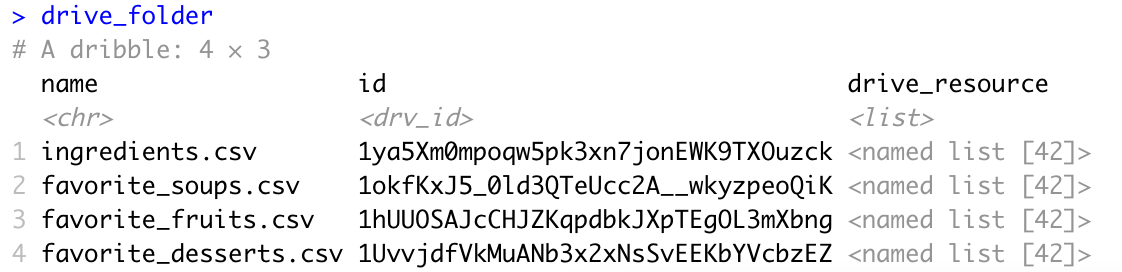 > drive_folder
# A dribble: 4 × 3
name id drive_resource
<chr> <drv_id> <list>
1 ingredients.csv 1ya5Xm0mpoqw5pk3xn7jonEWK9TXOuzck <named list [42]>
2 favorite_soups.csv 1okfKxJ5_0ld3QTeUcc2A__wkyzpeoQiK <named list [42]>
3 favorite_fruits.csv 1hUUOSAJcCHJZKqpdbkJXpTEgOL3mXbng <named list [42]>
4 favorite_desserts.csv 1UvvjdfVkMuANb3x2xNsSvEEKbYVcbzEZ <named list [42]>